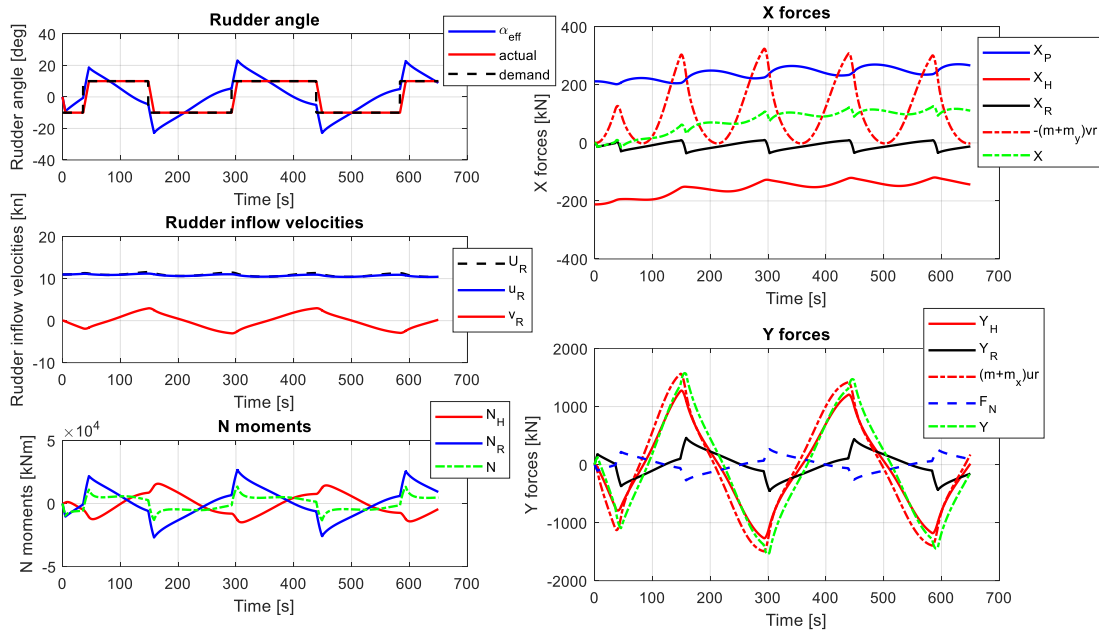 Rudder angle
Rudder angle [deg]
40
20
0
-20
-40
0 100 200 300 400 500 600 700
Time [s]
α_eff
actual
demand
Rudder inflow velocities
Rudder inflow velocities [kn]
20
10
0
-10
0 100 200 300 400 500 600 700
Time [s]
U_R
u_R
v_R
N moments
N moments [kNm]
×10^4
5
0
-5
0 100 200 300 400 500 600 700
Time [s]
N_H
N_R
N
X forces
X forces [kN]
400
200
0
-200
-400
0 100 200 300 400 500 600 700
Time [s]
X_P
X_H
X_R
-(m+m_y)vr
X
Y forces
Y forces [kN]
2000
1000
0
-1000
-2000
0 100 200 300 400 500 600 700
Time [s]
Y_H
Y_R
(m+m_x)ur
F_N
Y